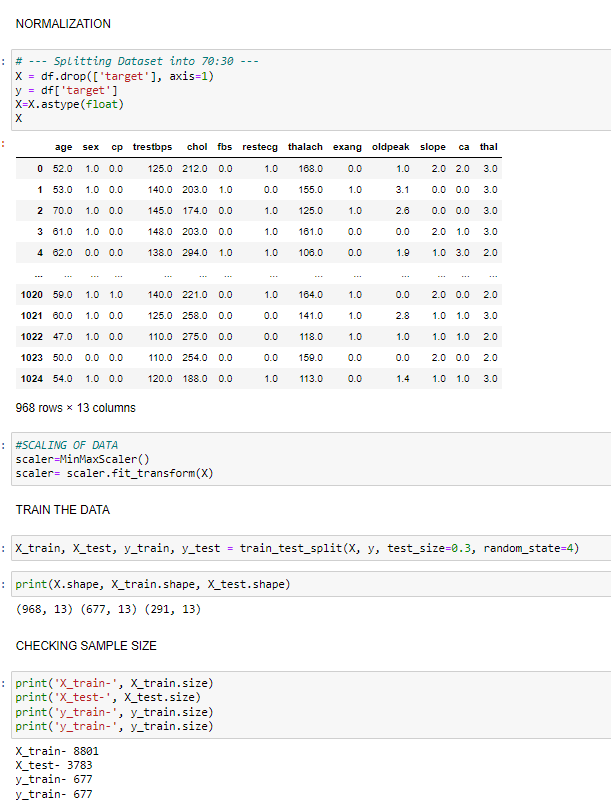 NORMALIZATION
: # --- Splitting Dataset into 70:30 ---
X = df.drop(['target'], axis=1)
y = df['target']
X=X.astype(float)
X
:
age sex cp trestbps chol fbs restecg thalach exang oldpeak slope ca thal
0 52.0 1.0 0.0 125.0 212.0 0.0 1.0 168.0 0.0 1.0 2.0 2.0 3.0
1 53.0 1.0 0.0 140.0 203.0 1.0 0.0 155.0 1.0 3.1 0.0 0.0 3.0
2 70.0 1.0 0.0 145.0 174.0 0.0 1.0 125.0 1.0 2.6 0.0 0.0 3.0
3 61.0 1.0 0.0 148.0 203.0 0.0 1.0 161.0 0.0 0.0 2.0 1.0 3.0
4 62.0 0.0 0.0 138.0 294.0 1.0 1.0 106.0 0.0 1.9 1.0 3.0 2.0
... ... ... ... ... ... ... ... ... ... ... ... ... ...
1020 59.0 1.0 1.0 140.0 221.0 0.0 1.0 164.0 1.0 0.0 2.0 0.0 2.0
1021 60.0 1.0 0.0 125.0 258.0 0.0 0.0 141.0 1.0 2.8 1.0 1.0 3.0
1022 47.0 1.0 0.0 110.0 275.0 0.0 0.0 118.0 1.0 1.0 1.0 1.0 2.0
1023 50.0 0.0 0.0 110.0 254.0 0.0 0.0 159.0 0.0 0.0 2.0 0.0 2.0
1024 54.0 1.0 0.0 120.0 188.0 0.0 1.0 113.0 0.0 1.4 1.0 1.0 3.0
968 rows × 13 columns
: #SCALING OF DATA
scaler=MinMaxScaler()
scaler= scaler.fit_transform(X)
TRAIN THE DATA
: X_train, X_test, y_train, y_test = train_test_split(X, y, test_size=0.3, random_state=4)
: print(X.shape, X_train.shape, X_test.shape)
(968, 13) (677, 13) (291, 13)
CHECKING SAMPLE SIZE
: print('X_train-', X_train.size)
print('X_test-', X_test.size)
print('y_train-', y_train.size)
print('y_train-', y_train.size)
X_train- 8801
X_test- 3783
y_train- 677
y_train- 677